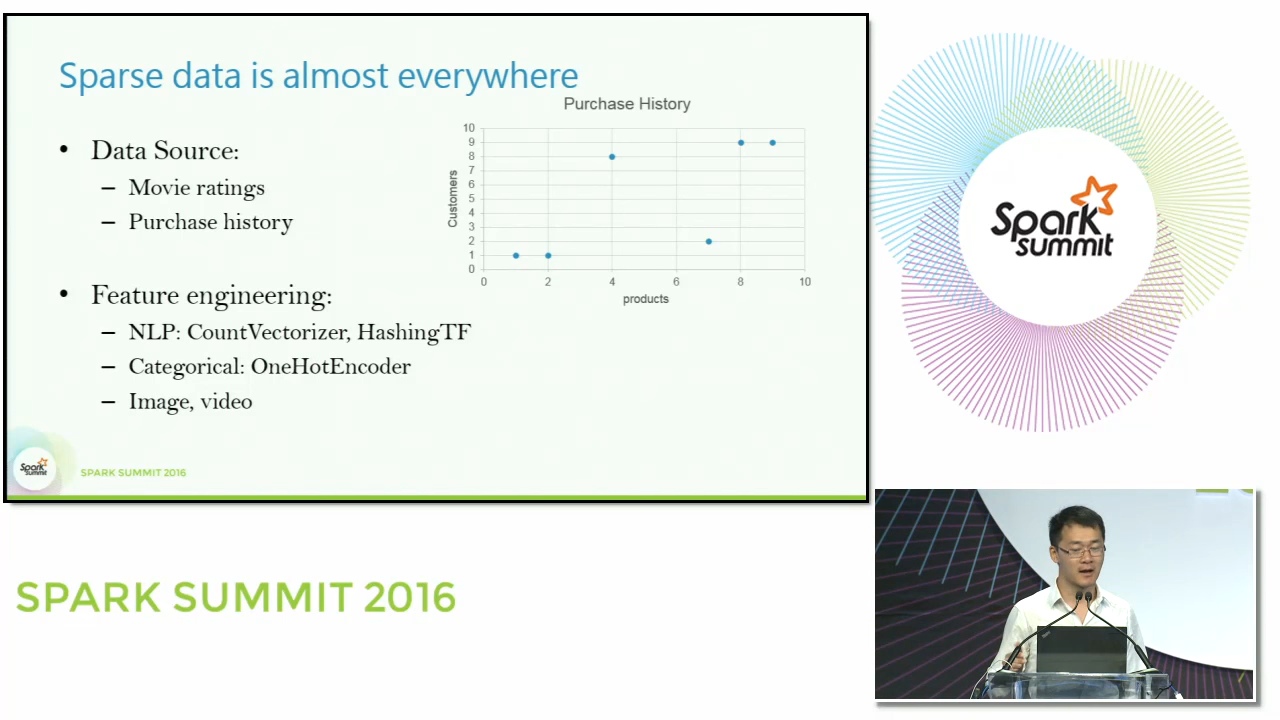 Sparse data is almost everywhere
• Data Source:
– Movie ratings
– Purchase history
• Feature engineering:
– NLP: CountVectorizer, HashingTF
– Categorical: OneHotEncoder
– Image, video
Purchase History
Customers
10
9
8
7
6
5
4
3
2
1
0
0 2 4 6 8 10
products
Spark
summit
SPARK SUMMIT 2016
Spark
summit
SPARK SUMMIT 2016